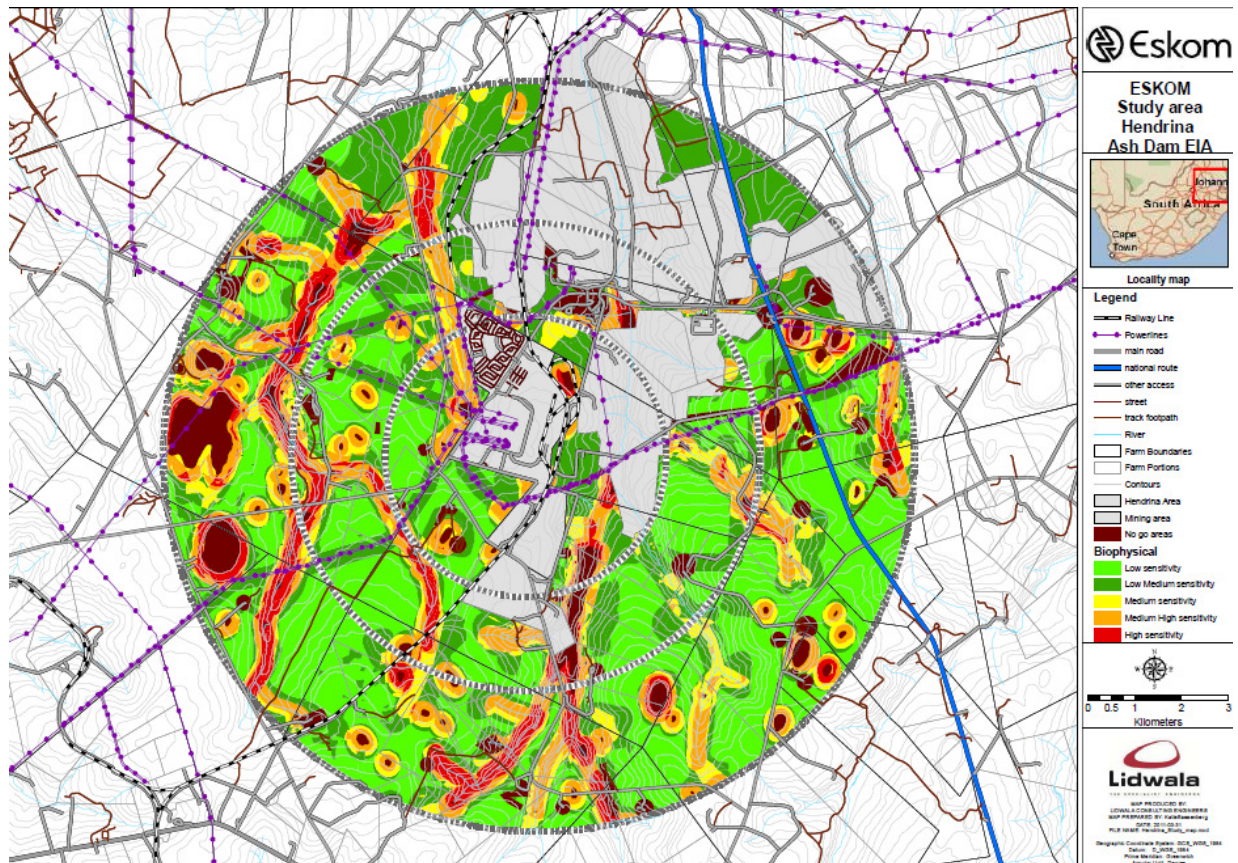 Eskom
ESKOM
Study area
Hendrina
Ash Dam EIA
Johann
South Africa
Cape
Town
Locality map
Legend
Railway Line
Powerlines
main road
national route
other access
street
track footpath
River
Farm Boundaries
Farm Portions
Contours
Hendrina Area
Mining area
No go areas
Biophysical
Low sensitivity
Low Medium sensitivity
Medium sensitivity
Medium High sensitivity
High sensitivity
N
W E
S
0 0.5 1 2 3
Kilometers
Lidwala
MAP PRODUCED BY:
LIDWALA CONSULTING ENGINEERS